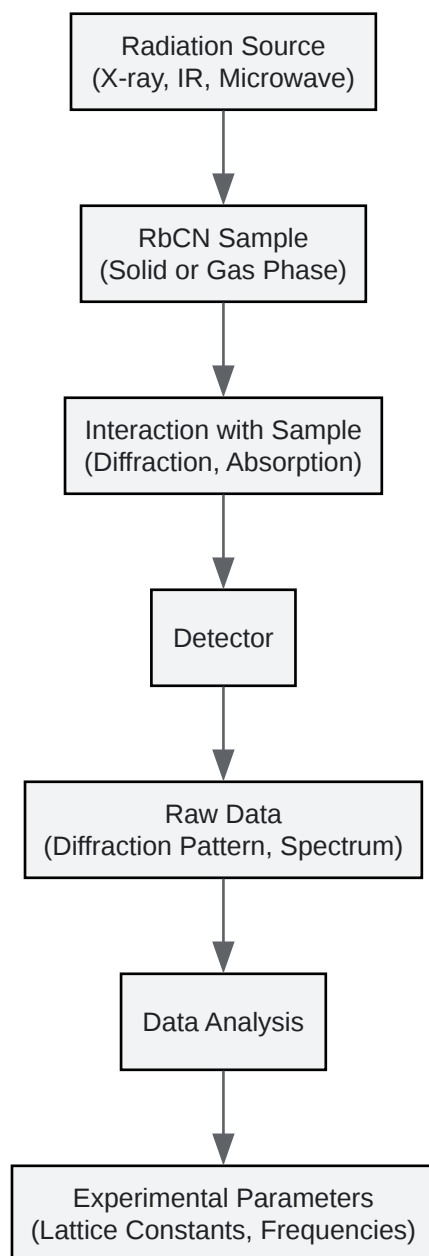 Radiation Source
(X-ray, IR, Microwave)
RbCN Sample
(Solid or Gas Phase)
Interaction with Sample
(Diffraction, Absorption)
Detector
Raw Data
(Diffraction Pattern, Spectrum)
Data Analysis
Experimental Parameters
(Lattice Constants, Frequencies)